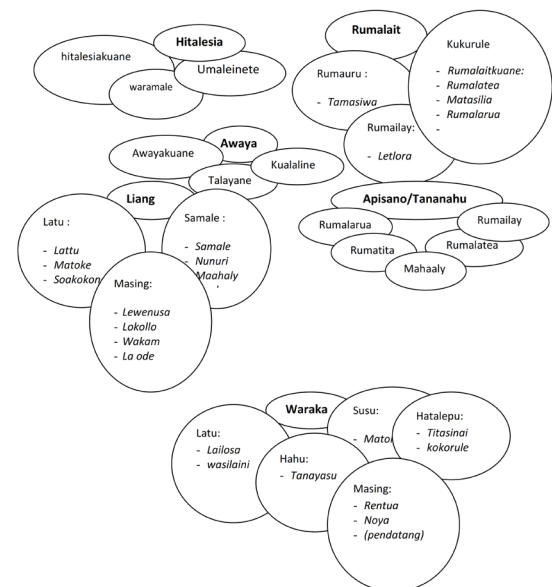 Hitalesia
hitalesiakuane
Umaleinete
waramale
Rumalait
Rumauru :
- Tamasiwa
Rumailay:
- Letlora
Kukurule
- Rumalaitkuane:
- Rumalatea
- Matasilia
- Rumalarua
-
Awaya
Awayakuane
Kualaline
Talayane
Liang
Latu :
- Lattu
- Matoke
- Soakokon
Samale :
- Samale
- Nunuri
- Maahaly
Masing:
- Lewenusa
- Lokollo
- Wakam
- La ode
Apisano/Tananahu
Rumalarua
Rumailay
Rumatita
Rumalatea
Mahaaly
Waraka
Latu:
- Lailosa
- wasilaini
Hahu:
- Tanayasu
Susu:
Hatalepu:
- Titasinai
- kokorule
Masing:
- Rentua
- Noya
- (pendatang)